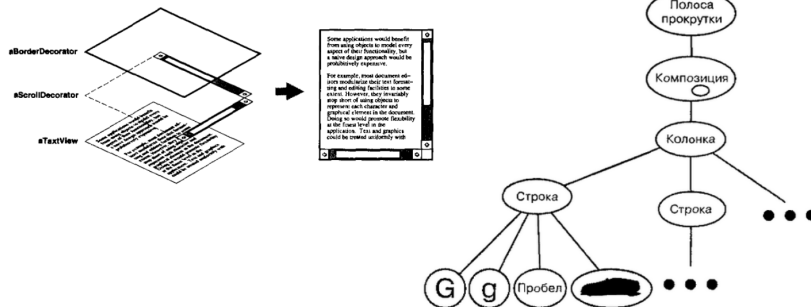 aBorderDecorator
aScrollDecorator
aTextView
Some applications would benefit
from using objects to model every
aspect of their functionality, but
a naive design approach would be
prohibitively expensive.
For example, most document ed-
itors modularize their text format-
ting and editing facilities to some
extent. However, they invariably
stop short of using objects to
represent each character and
graphical element in the document.
Doing so would promote flexibility
at the finest level in the
application. Text and graphics
could be treated uniformly with
Полоса
прокрутки
Композиция
Колонка
Строка
Строка
G
g
Пробел